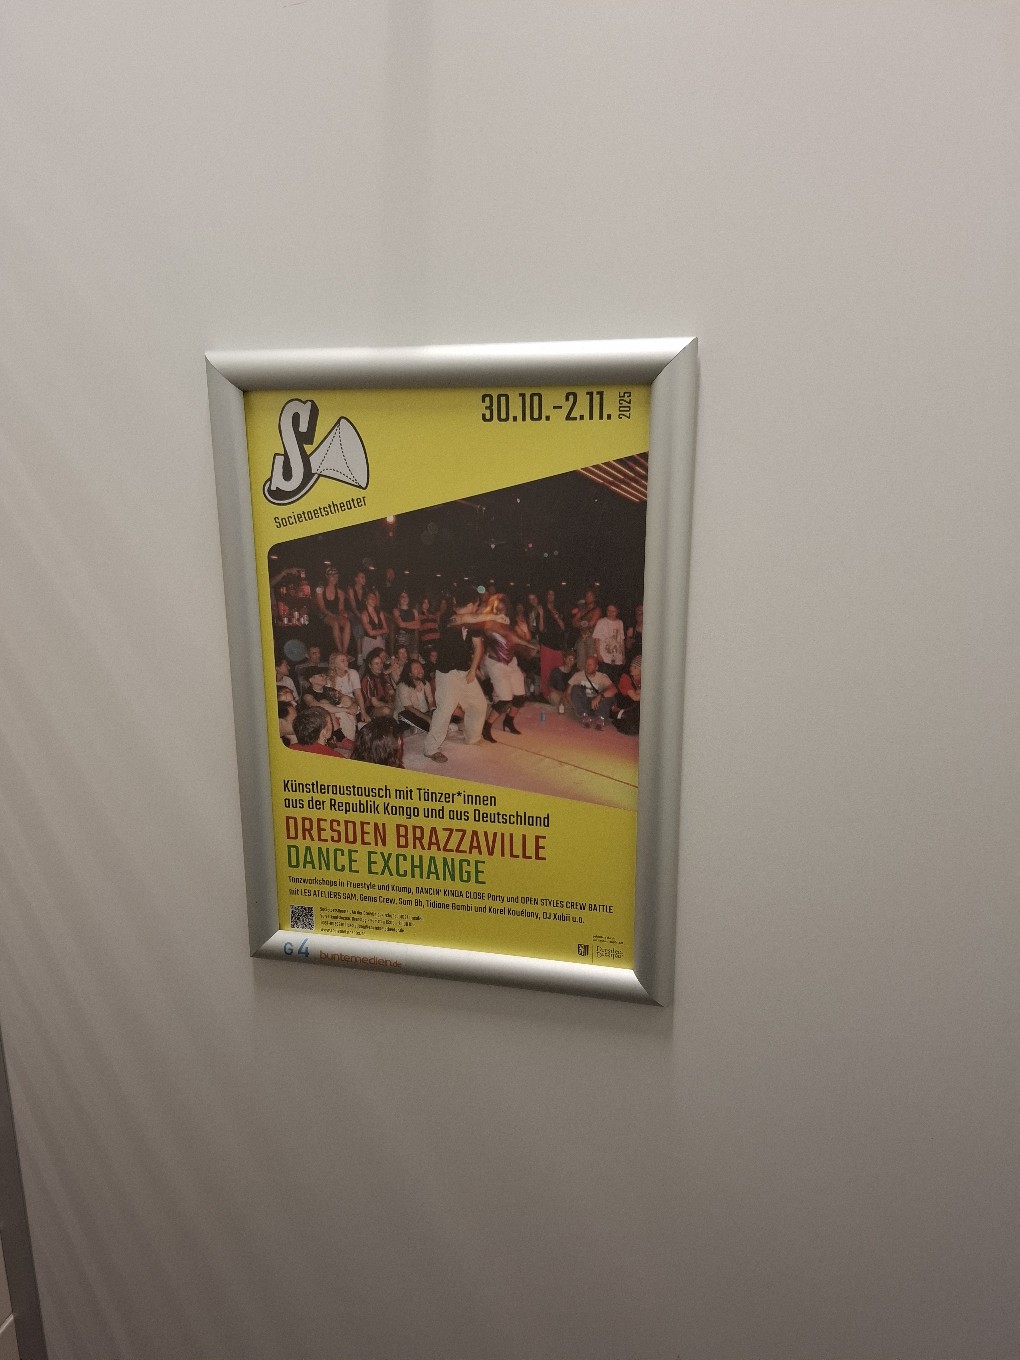 30.10.-2.11. 2025
S
Societaetstheater
Künstleraustausch mit Tänzer*innen
aus der Republik Kongo und aus Deutschland
DRESDEN BRAZZAVILLE
DANCE EXCHANGE
Tanzworkshops in Freestyle und Krump, DANCIN' KINDA CLOSE Party und OPEN STYLES CREW BATTLE
mit LES ATELIERS SAM, Genis Crew, Sum Bh, Tidiane Bambi und Karel Kouélany, DJ Xubii u.a.
G4 buntemedien.de